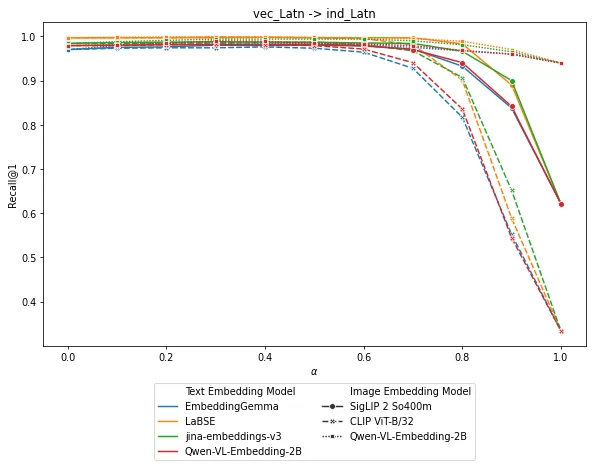 vec_Latn -> ind_Latn
Recall@1
1.0
0.9
0.8
0.7
0.6
0.5
0.4
0.0 0.2 0.4 0.6 0.8 1.0
α
Text Embedding Model Image Embedding Model
EmbeddingGemma SigLIP 2 So400m
LaBSE CLIP ViT-B/32
jina-embeddings-v3 Qwen-VL-Embedding-2B
Qwen-VL-Embedding-2B